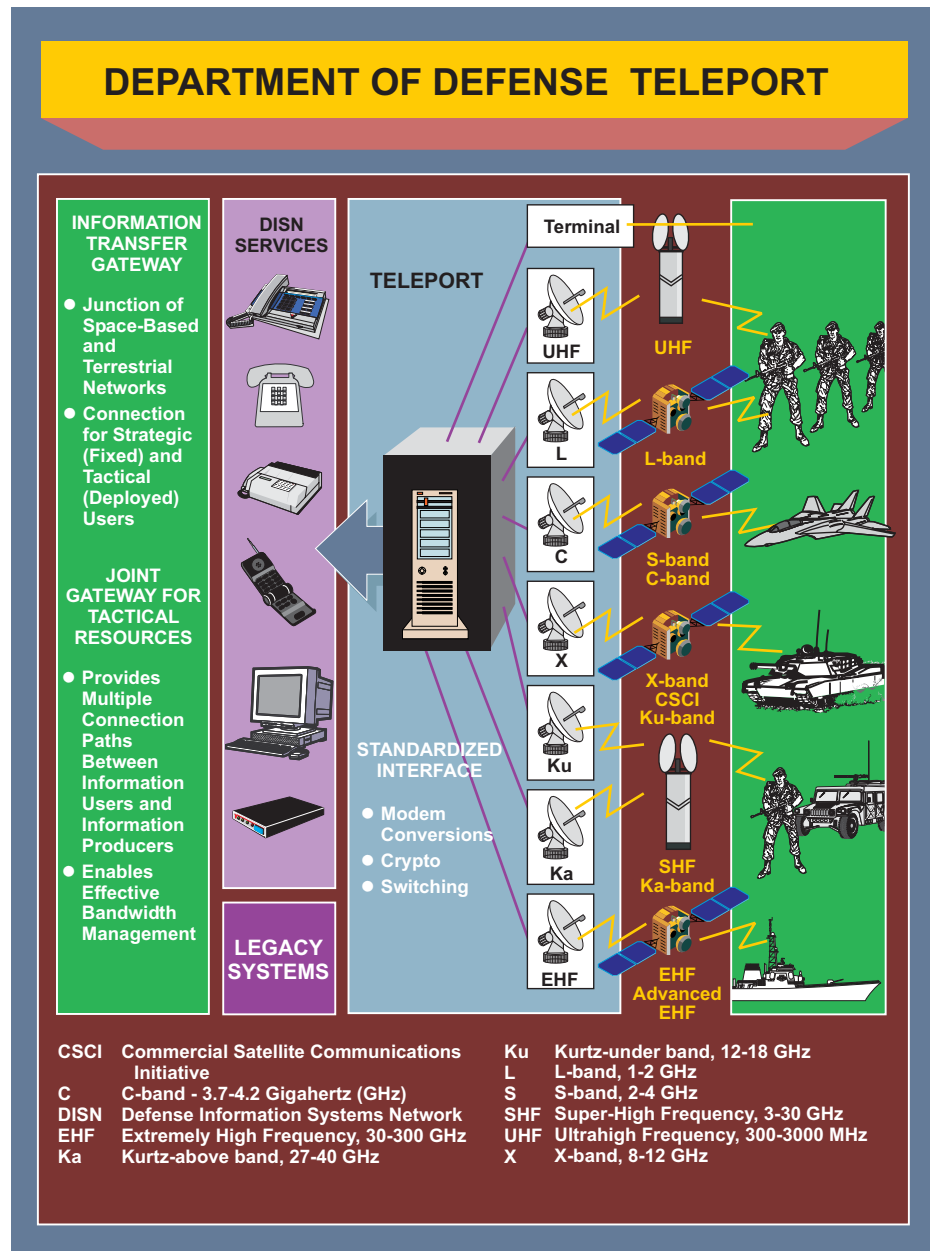 DEPARTMENT OF DEFENSE TELEPORT
INFORMATION
TRANSFER
GATEWAY
● Junction of
Space-Based
and
Terrestrial
Networks
● Connection
for Strategic
(Fixed) and
Tactical
(Deployed)
Users
JOINT
GATEWAY FOR
TACTICAL
RESOURCES
● Provides
Multiple
Connection
Paths
Between
Information
Users and
Information
Producers
● Enables
Effective
Bandwidth
Management
DISN
SERVICES
LEGACY
SYSTEMS
TELEPORT
STANDARDIZED
INTERFACE
● Modem
Conversions
● Crypto
● Switching
Terminal
UHF
L
C
X
Ku
Ka
EHF
UHF
L-band
S-band
C-band
X-band
CSCI
Ku-band
SHF
Ka-band
EHF
Advanced
EHF
CSCI Commercial Satellite Communications
Initiative
C C-band - 3.7-4.2 Gigahertz (GHz)
DISN Defense Information Systems Network
EHF Extremely High Frequency, 30-300 GHz
Ka Kurtz-above band, 27-40 GHz
Ku Kurtz-under band, 12-18 GHz
L L-band, 1-2 GHz
S S-band, 2-4 GHz
SHF Super-High Frequency, 3-30 GHz
UHF Ultrahigh Frequency, 300-3000 MHz
X X-band, 8-12 GHz